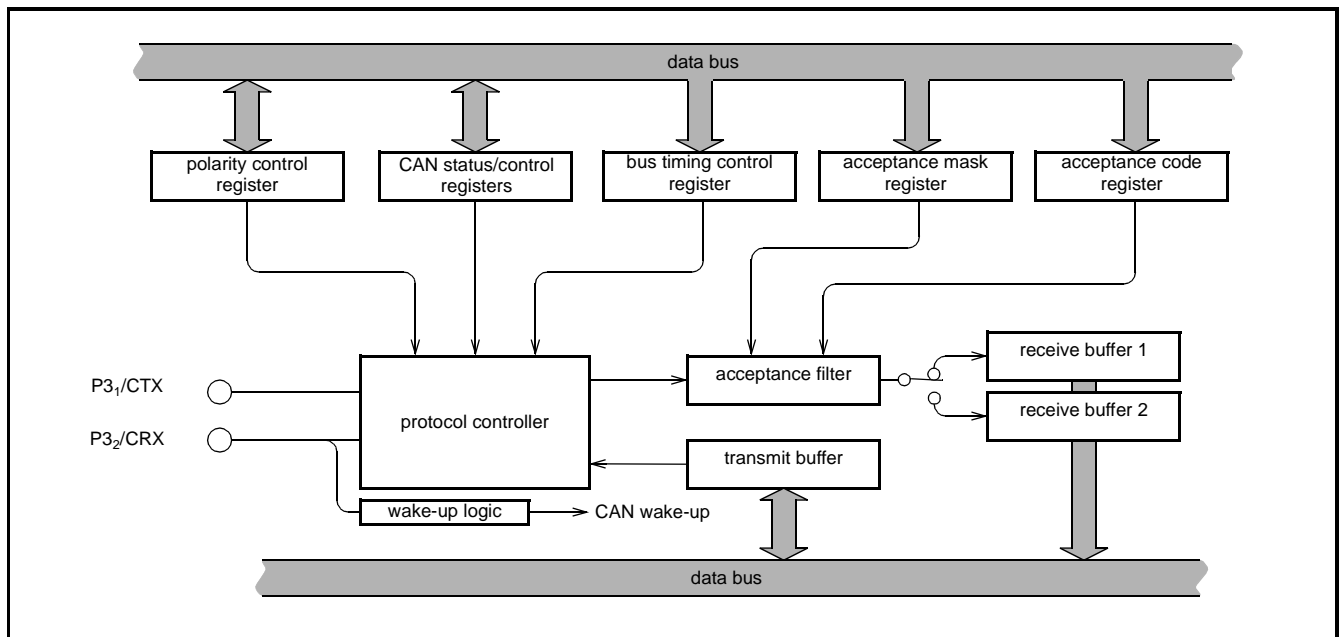 data bus
polarity control
register
CAN status/control
registers
bus timing control
register
acceptance mask
register
acceptance code
register
P3₁/CTX
P3₂/CRX
protocol controller
acceptance filter
receive buffer 1
receive buffer 2
transmit buffer
wake-up logic
CAN wake-up
data bus